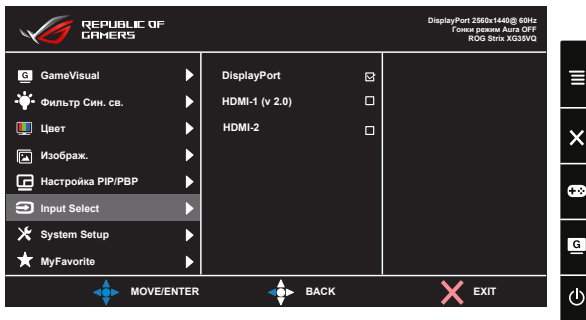 REPUBLIC OF
GAMERS
DisplayPort 2560x1440@ 60Hz
Гонки режим Aura OFF
ROG Strix XG35VQ
G GameVisual
Фильтр Син. св.
Цвет
Изображ.
Настройка PIP/PBP
Input Select
System Setup
MyFavorite
DisplayPort
HDMI-1 (v 2.0)
HDMI-2
MOVE/ENTER
BACK
EXIT
G